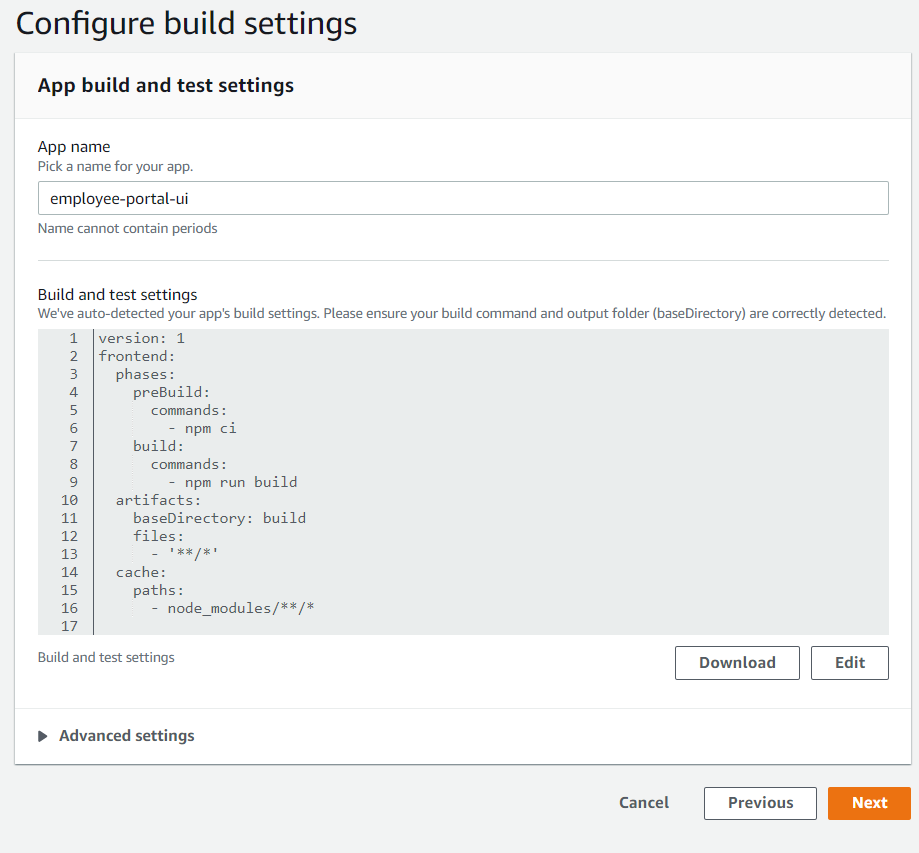 Configure build settings
App build and test settings
App name
Pick a name for your app.
employee-portal-ui
Name cannot contain periods
Build and test settings
We've auto-detected your app's build settings. Please ensure your build command and output folder (baseDirectory) are correctly detected.
1 version: 1
2 frontend:
3   phases:
4     preBuild:
5       commands:
6         - npm ci
7     build:
8       commands:
9         - npm run build
10   artifacts:
11     baseDirectory: build
12     files:
13       - '**/*'
14   cache:
15     paths:
16       - node_modules/**/*
17
Build and test settings
Download Edit
Advanced settings
Cancel Previous Next